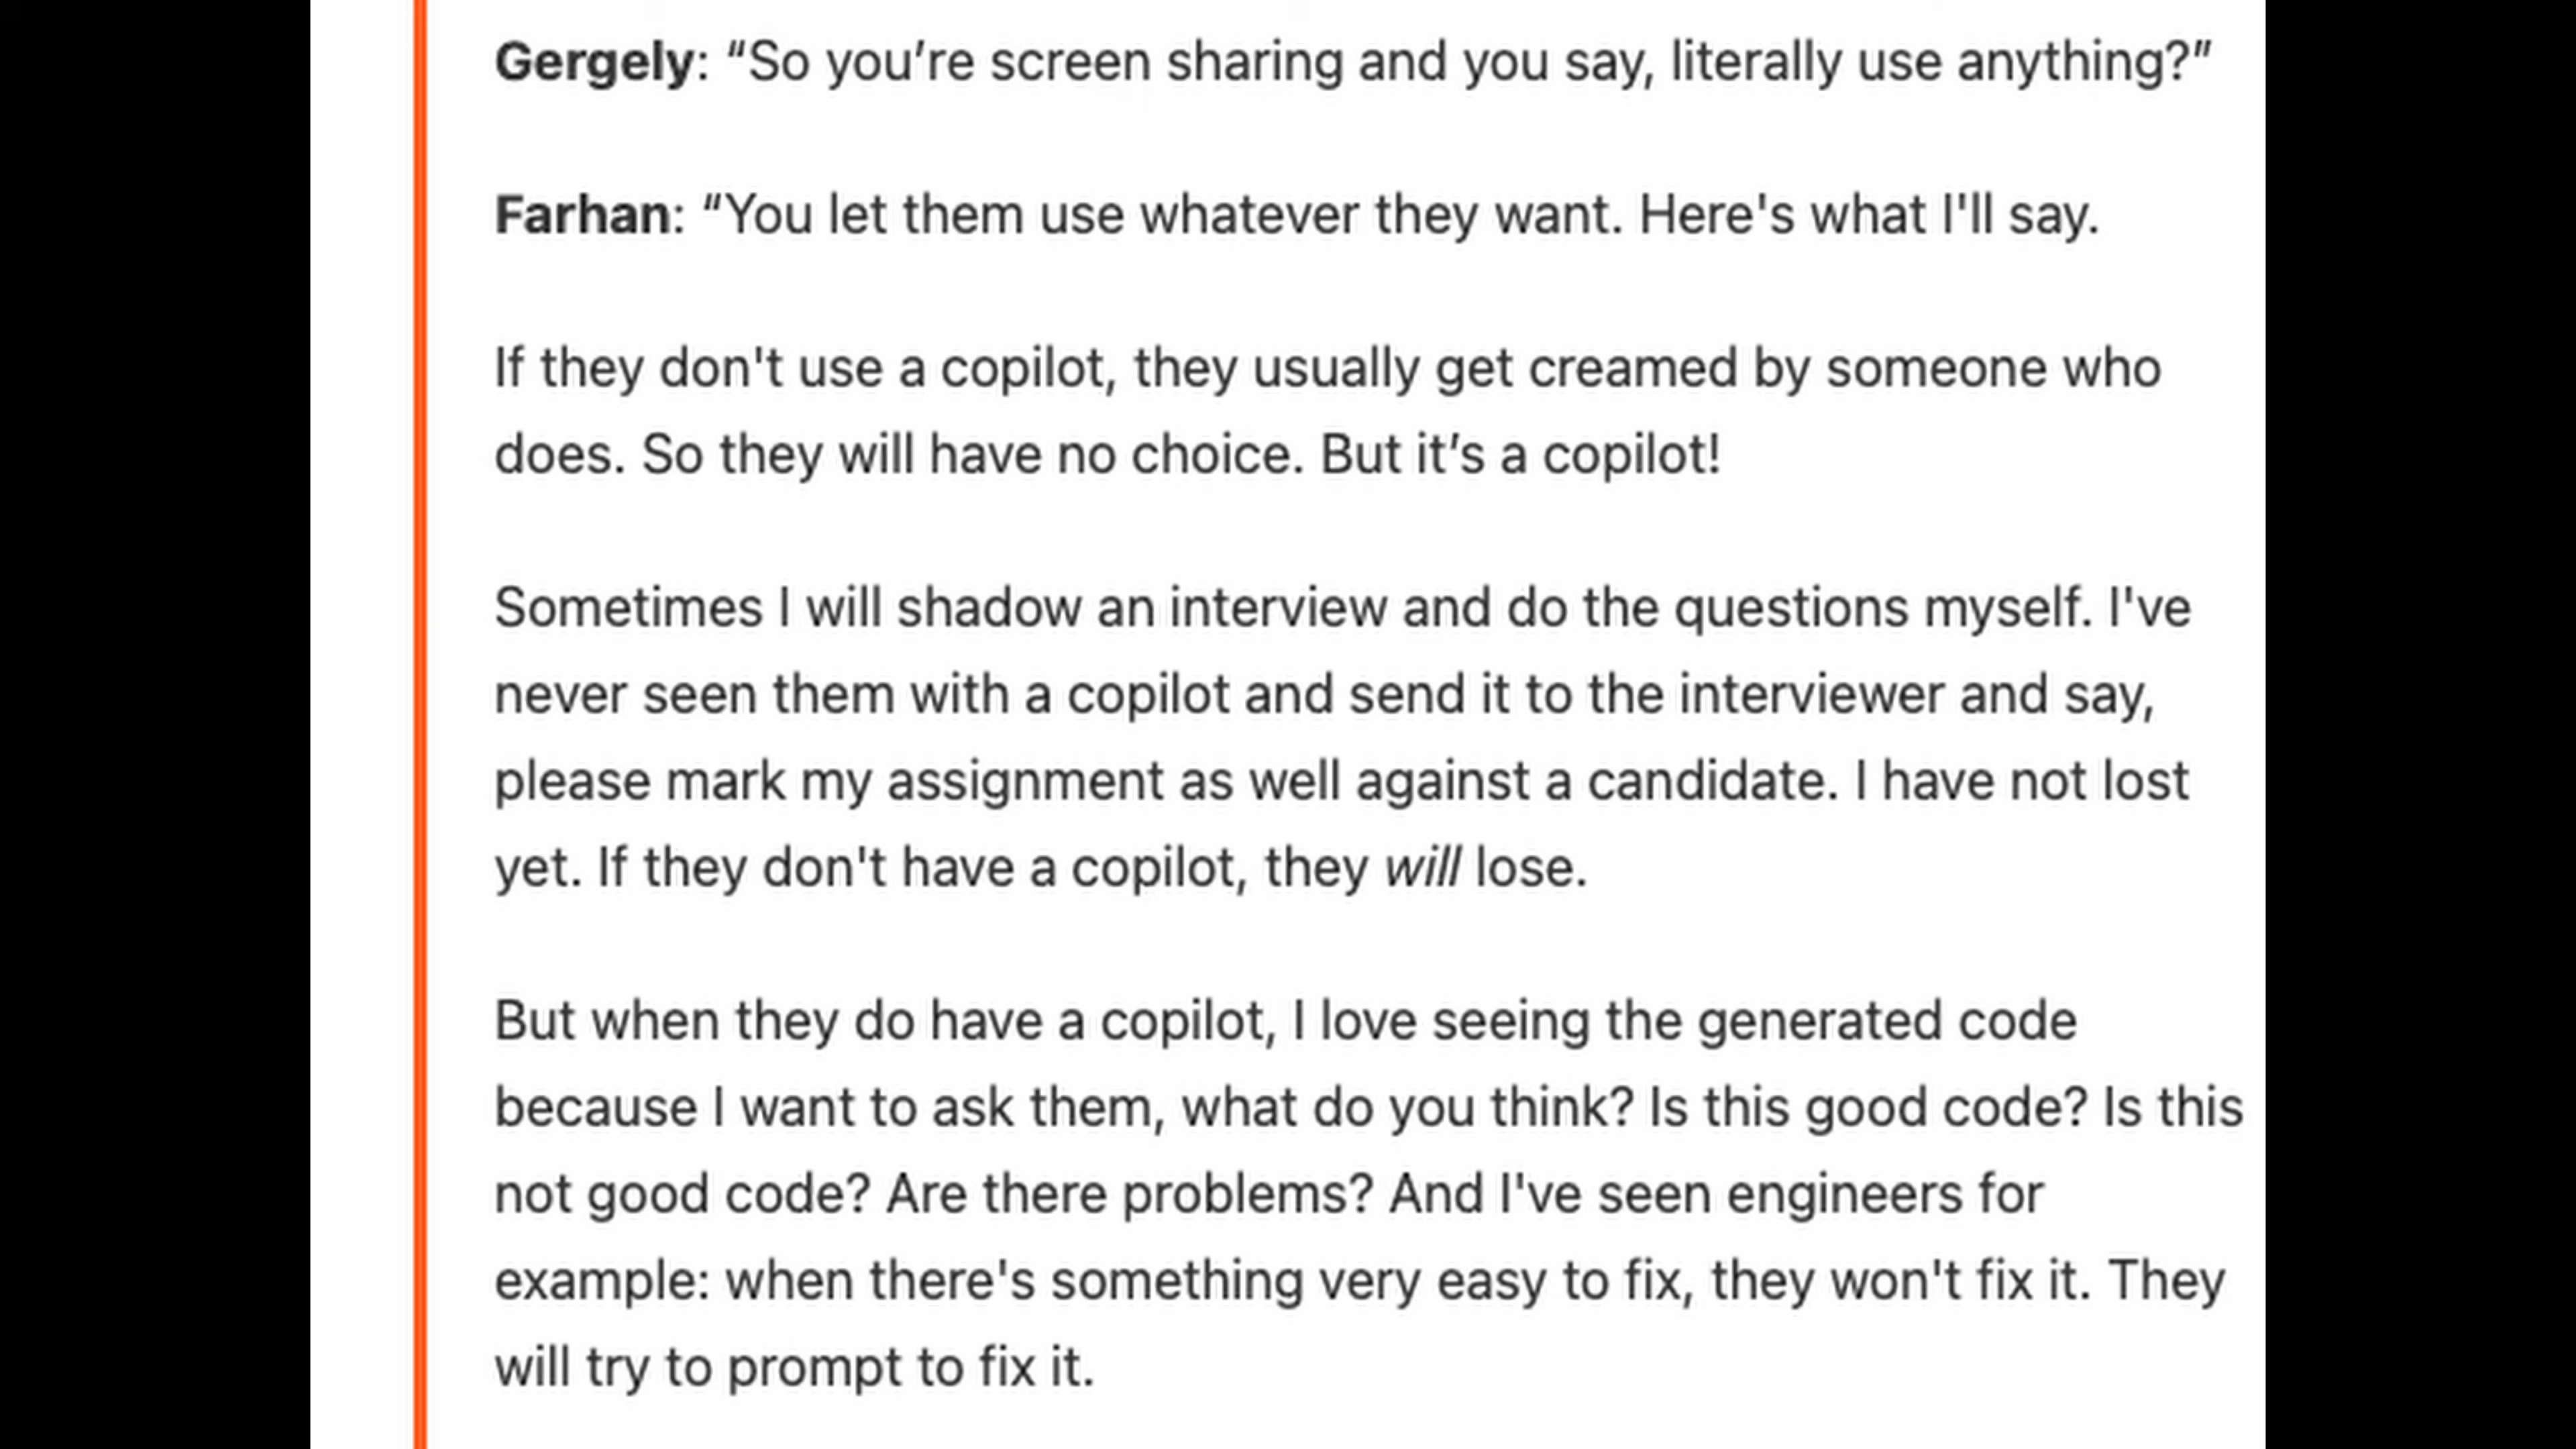 Gergely: “So you’re screen sharing and you say, literally use anything?”
Farhan: “You let them use whatever they want. Here's what I'll say.
If they don't use a copilot, they usually get creamed by someone who
does. So they will have no choice. But it’s a copilot!
Sometimes I will shadow an interview and do the questions myself. I've
never seen them with a copilot and send it to the interviewer and say,
please mark my assignment as well against a candidate. I have not lost
yet. If they don't have a copilot, they will lose.
But when they do have a copilot, I love seeing the generated code
because I want to ask them, what do you think? Is this good code? Is this
not good code? Are there problems? And I've seen engineers for
example: when there's something very easy to fix, they won't fix it. They
will try to prompt to fix it.